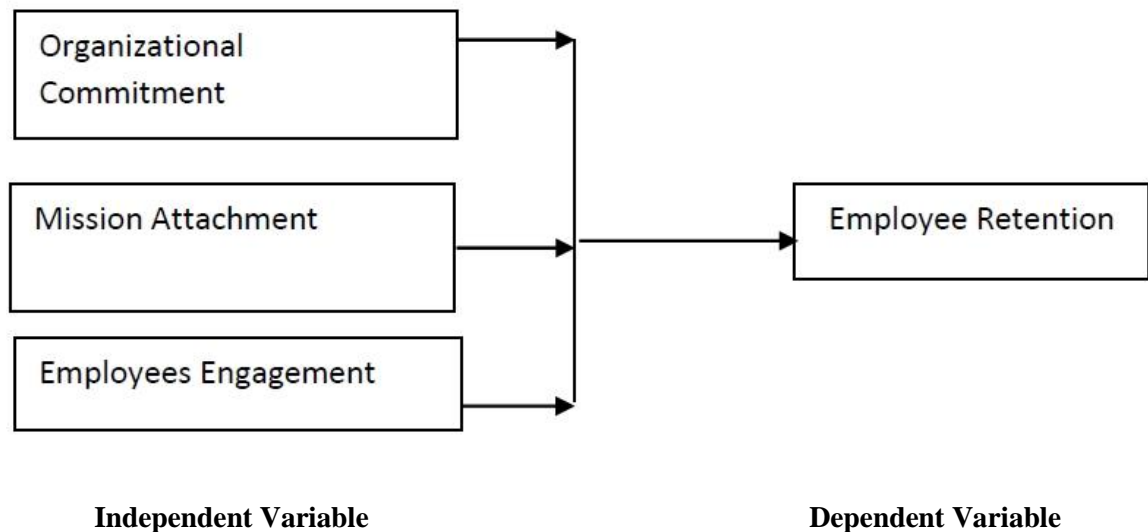 Organizational
Commitment
Mission Attachment
Employee Retention
Employees Engagement
Independent Variable
Dependent Variable